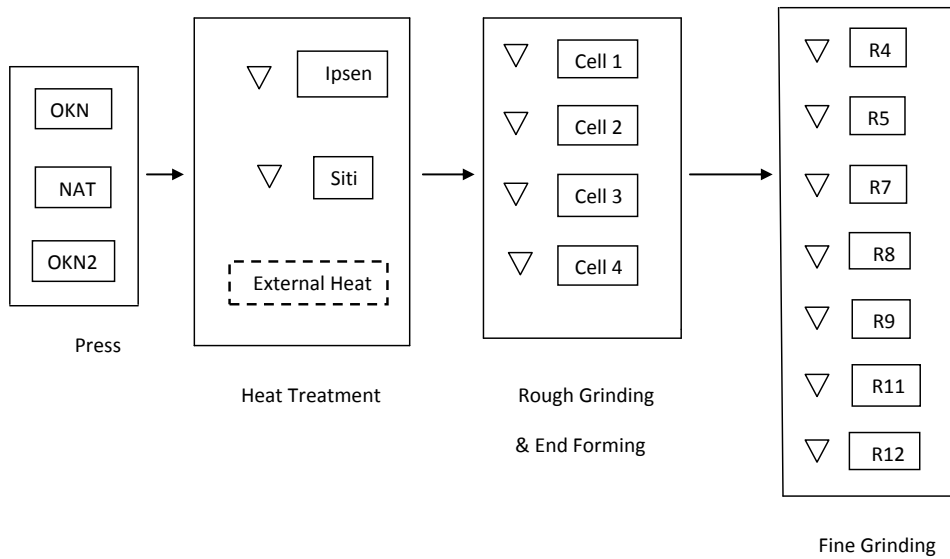 OKN
NAT
OKN2
Press
Ipsen
Siti
External Heat
Heat Treatment
Cell 1
Cell 2
Cell 3
Cell 4
Rough Grinding
& End Forming
R4
R5
R7
R8
R9
R11
R12
Fine Grinding